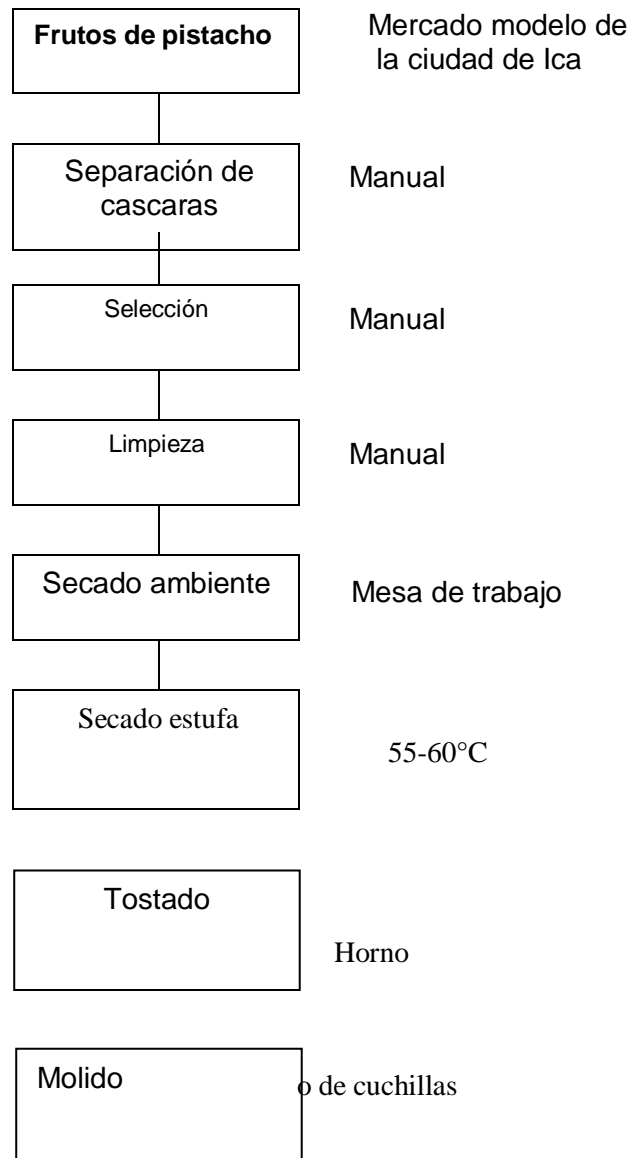 Frutos de pistacho
Mercado modelo de
la ciudad de Ica
Separación de
cascaras
Manual
Selección
Manual
Limpieza
Manual
Secado ambiente
Mesa de trabajo
Secado estufa
55-60°C
Tostado
Horno
Molido
o de cuchillas